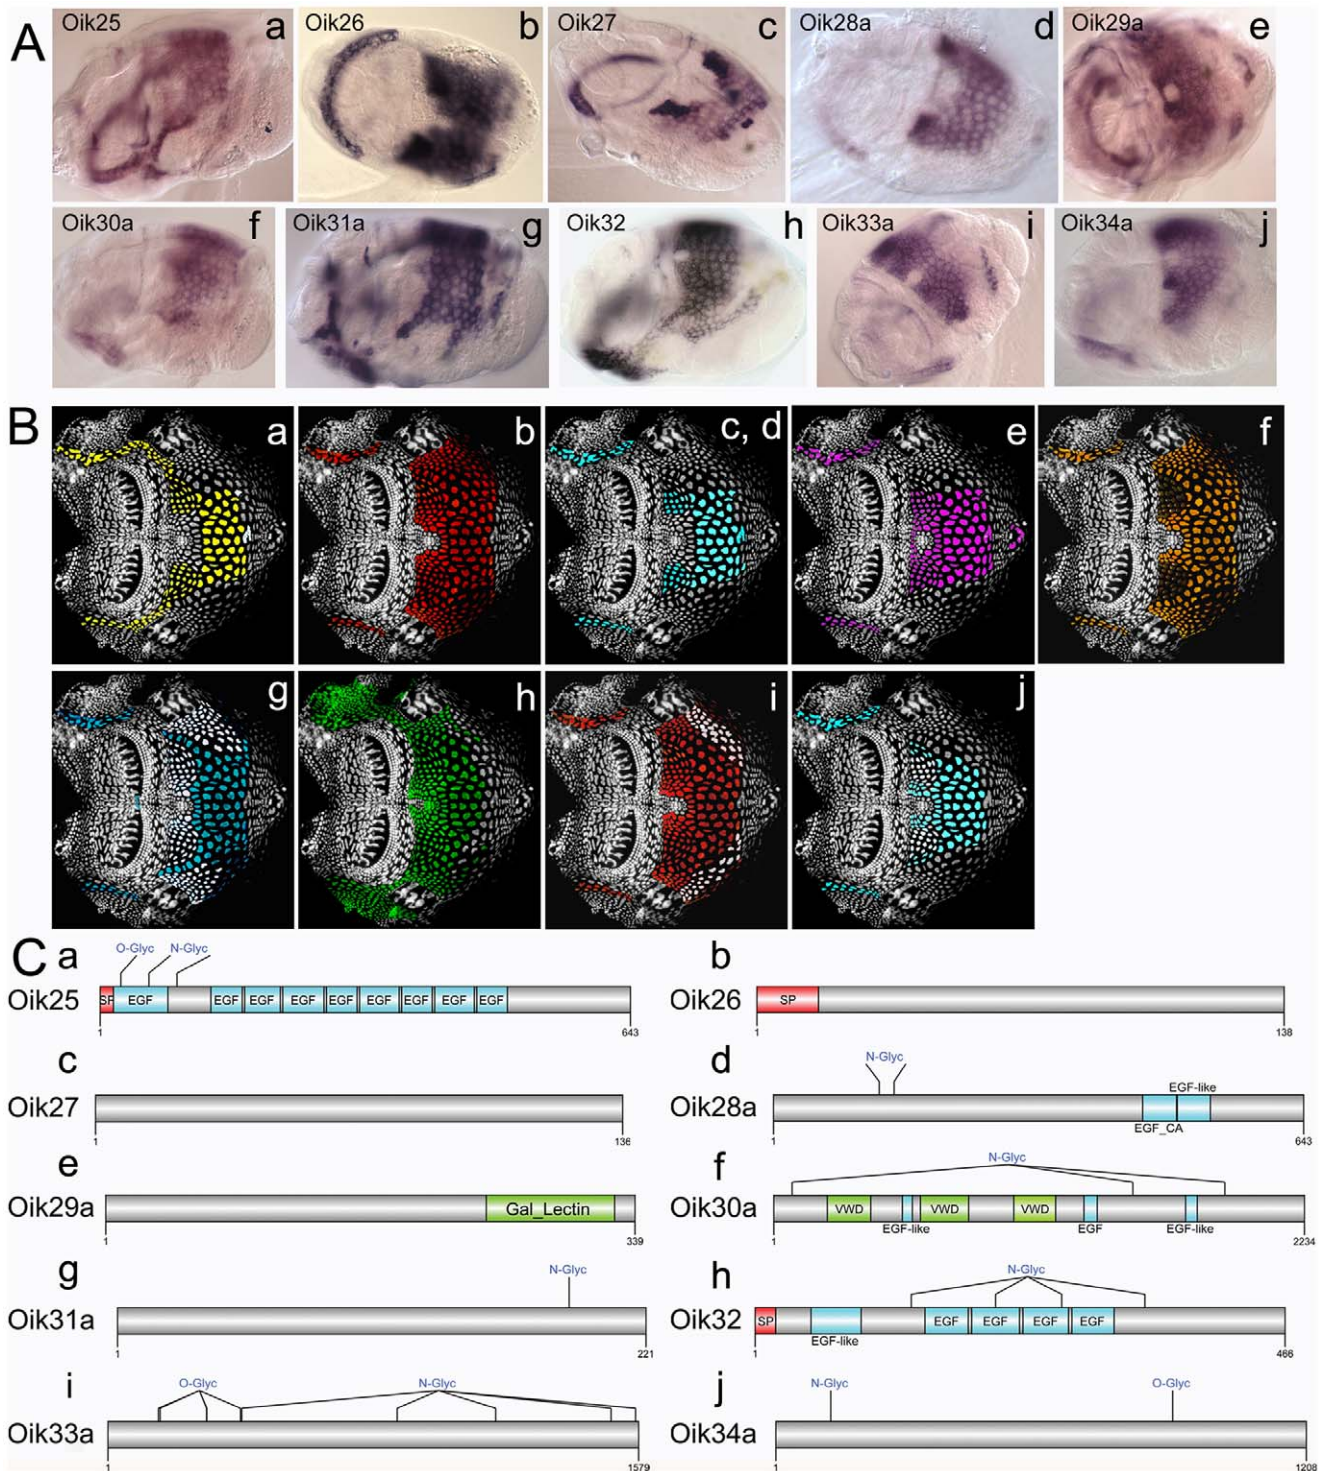 A
Oik25 a
Oik26 b
Oik27 c
Oik28a d
Oik29a e
Oik30a f
Oik31a g
Oik32 h
Oik33a i
Oik34a j
B
a
b
c, d
e
f
g
h
i
j
C
a
O-Glyc N-Glyc
Oik25
SP EGF EGF EGF EGF EGF EGF EGF EGF EGF
1 643
b
Oik26
SP
1 138
c
Oik27
1 136
d
N-Glyc
EGF-like
Oik28a
EGF_CA
1 643
e
Oik29a
Gal_Lectin
1 339
f
N-Glyc
Oik30a
VWD VWD VWD
EGF-like EGF EGF-like
1 2234
g
N-Glyc
Oik31a
1 221
h
N-Glyc
Oik32
SP EGF EGF EGF EGF
EGF-like
1 466
i
O-Glyc N-Glyc
Oik33a
1 1579
j
N-Glyc O-Glyc
Oik34a
1 1208